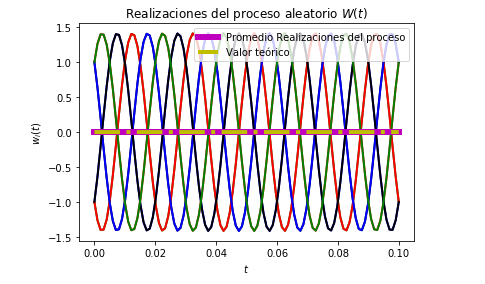 Realizaciones del proceso aleatorio W(t)
Promedio Realizaciones del proceso
Valor teórico
1.5
1.0
0.5
0.0
−0.5
−1.0
−1.5
w_i(t)
0.00
0.02
0.04
0.06
0.08
0.10
t